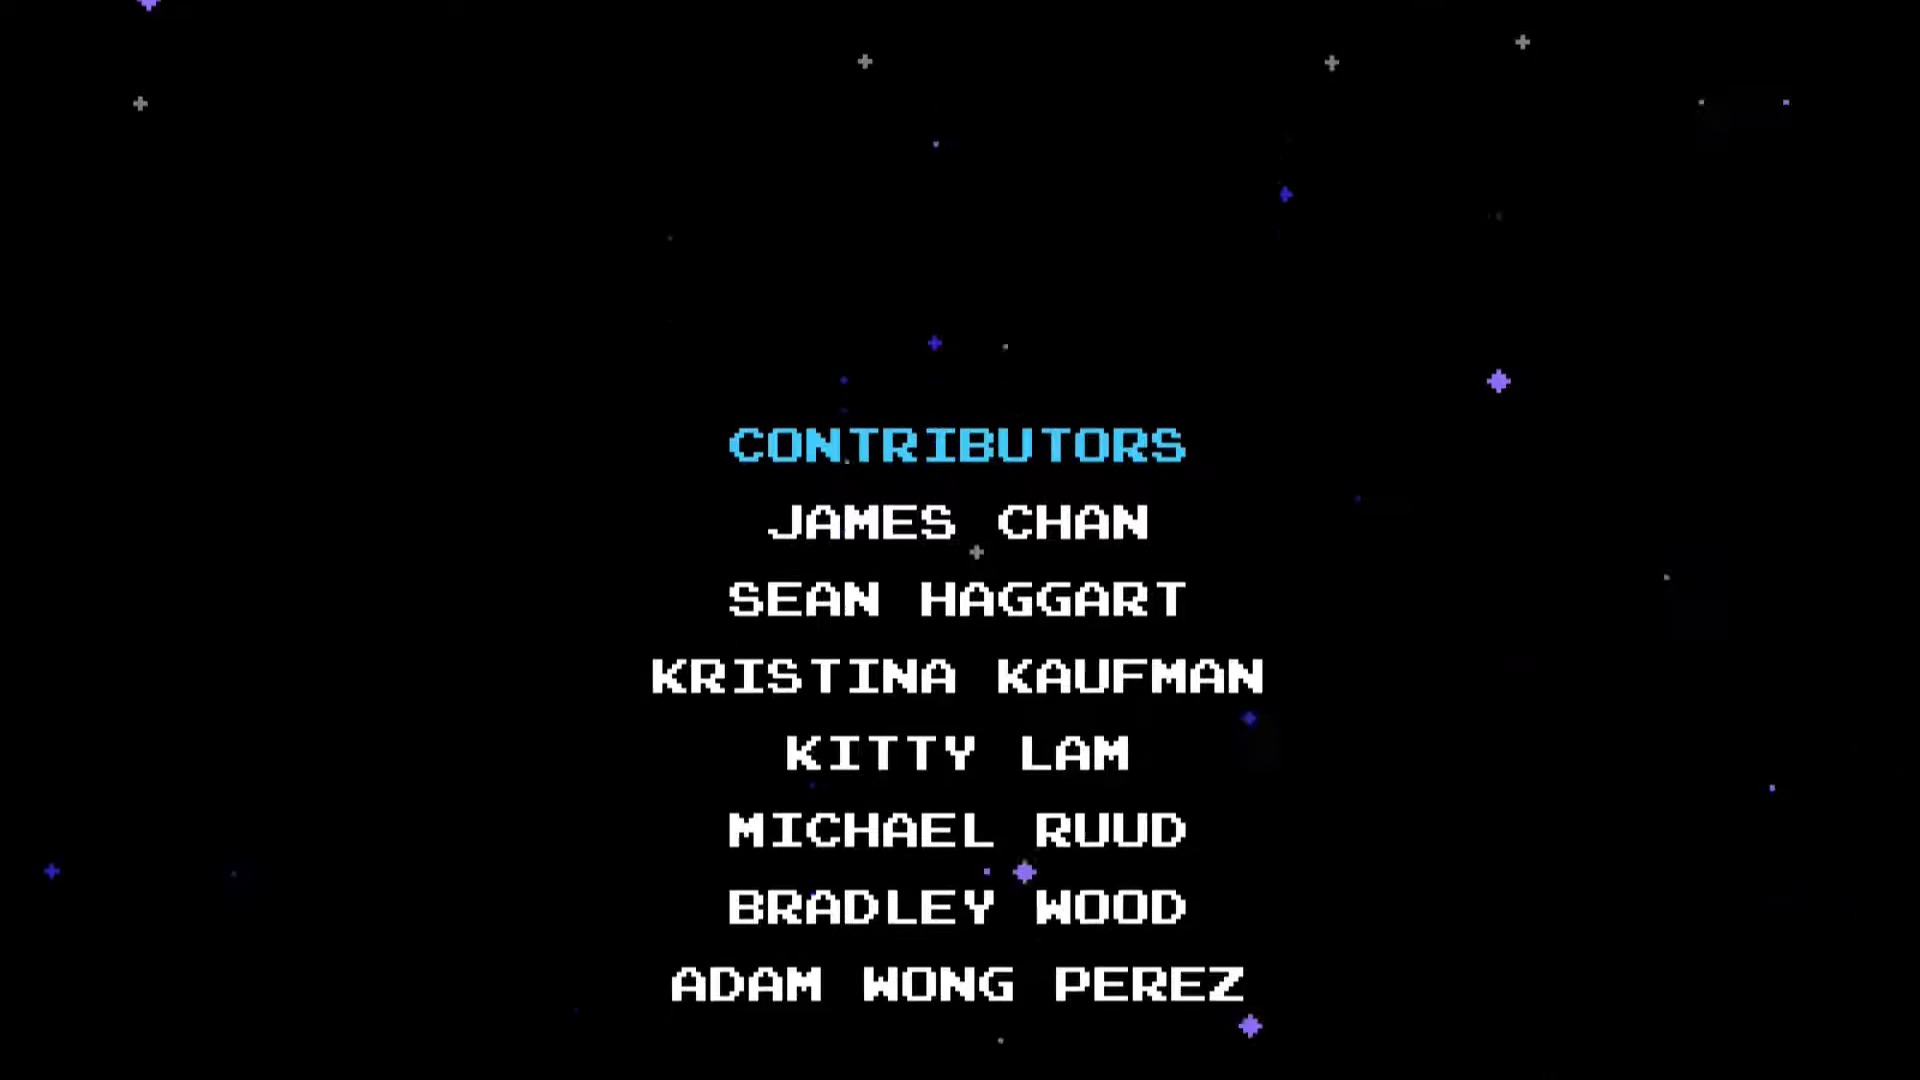 CONTRIBUTORS
JAMES CHAN
SEAN HAGGART
KRISTINA KAUFMAN
KITTY LAM
MICHAEL RUUD
BRADLEY WOOD
ADAM WONG PEREZ